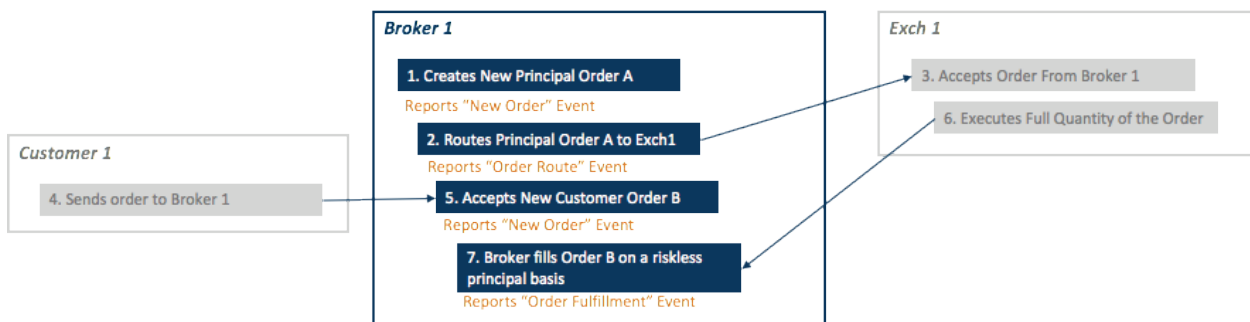 Broker 1
1. Creates New Principal Order A
Reports "New Order" Event
2. Routes Principal Order A to Exch1
Reports "Order Route" Event
Customer 1
4. Sends order to Broker 1
5. Accepts New Customer Order B
Reports "New Order" Event
7. Broker fills Order B on a riskless
principal basis
Reports "Order Fulfillment" Event
Exch 1
3. Accepts Order From Broker 1
6. Executes Full Quantity of the Order